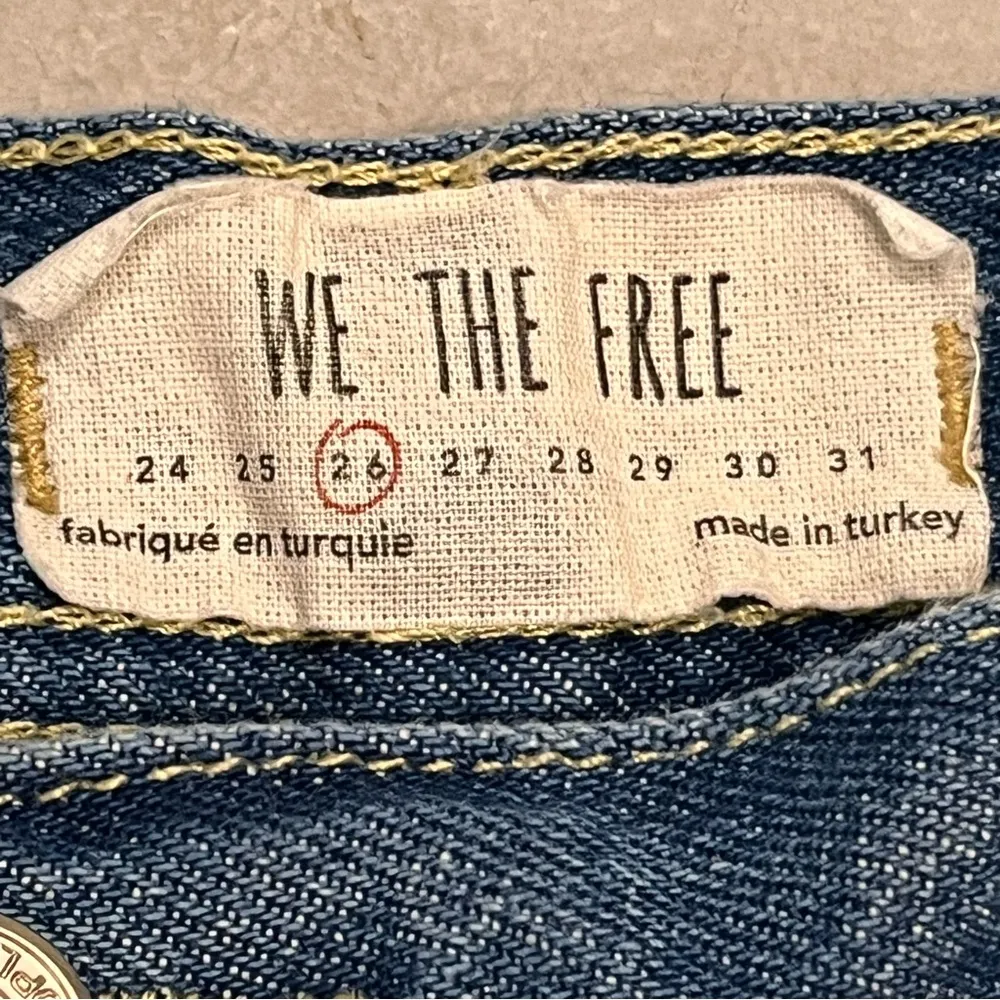 WE THE FREE
24 25 26 27 28 29 30 31
fabriqué en turquie made in turkey